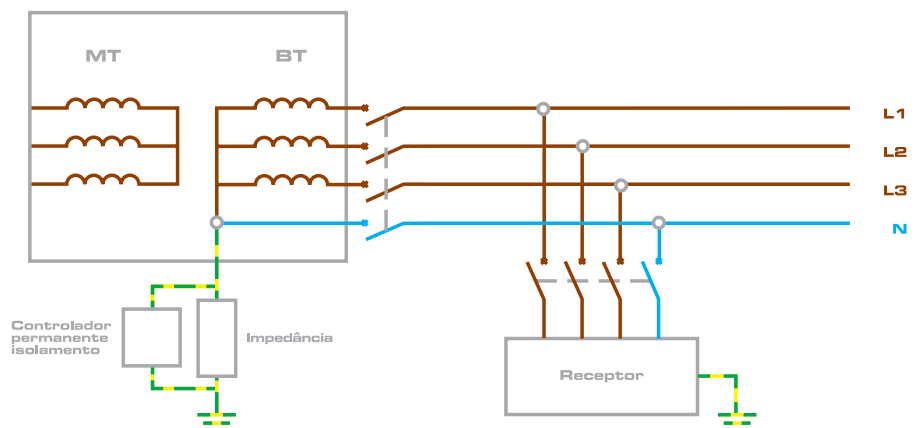 MT
BT
L1
L2
L3
N
Controlador
permanente
isolamento
Impedância
Receptor